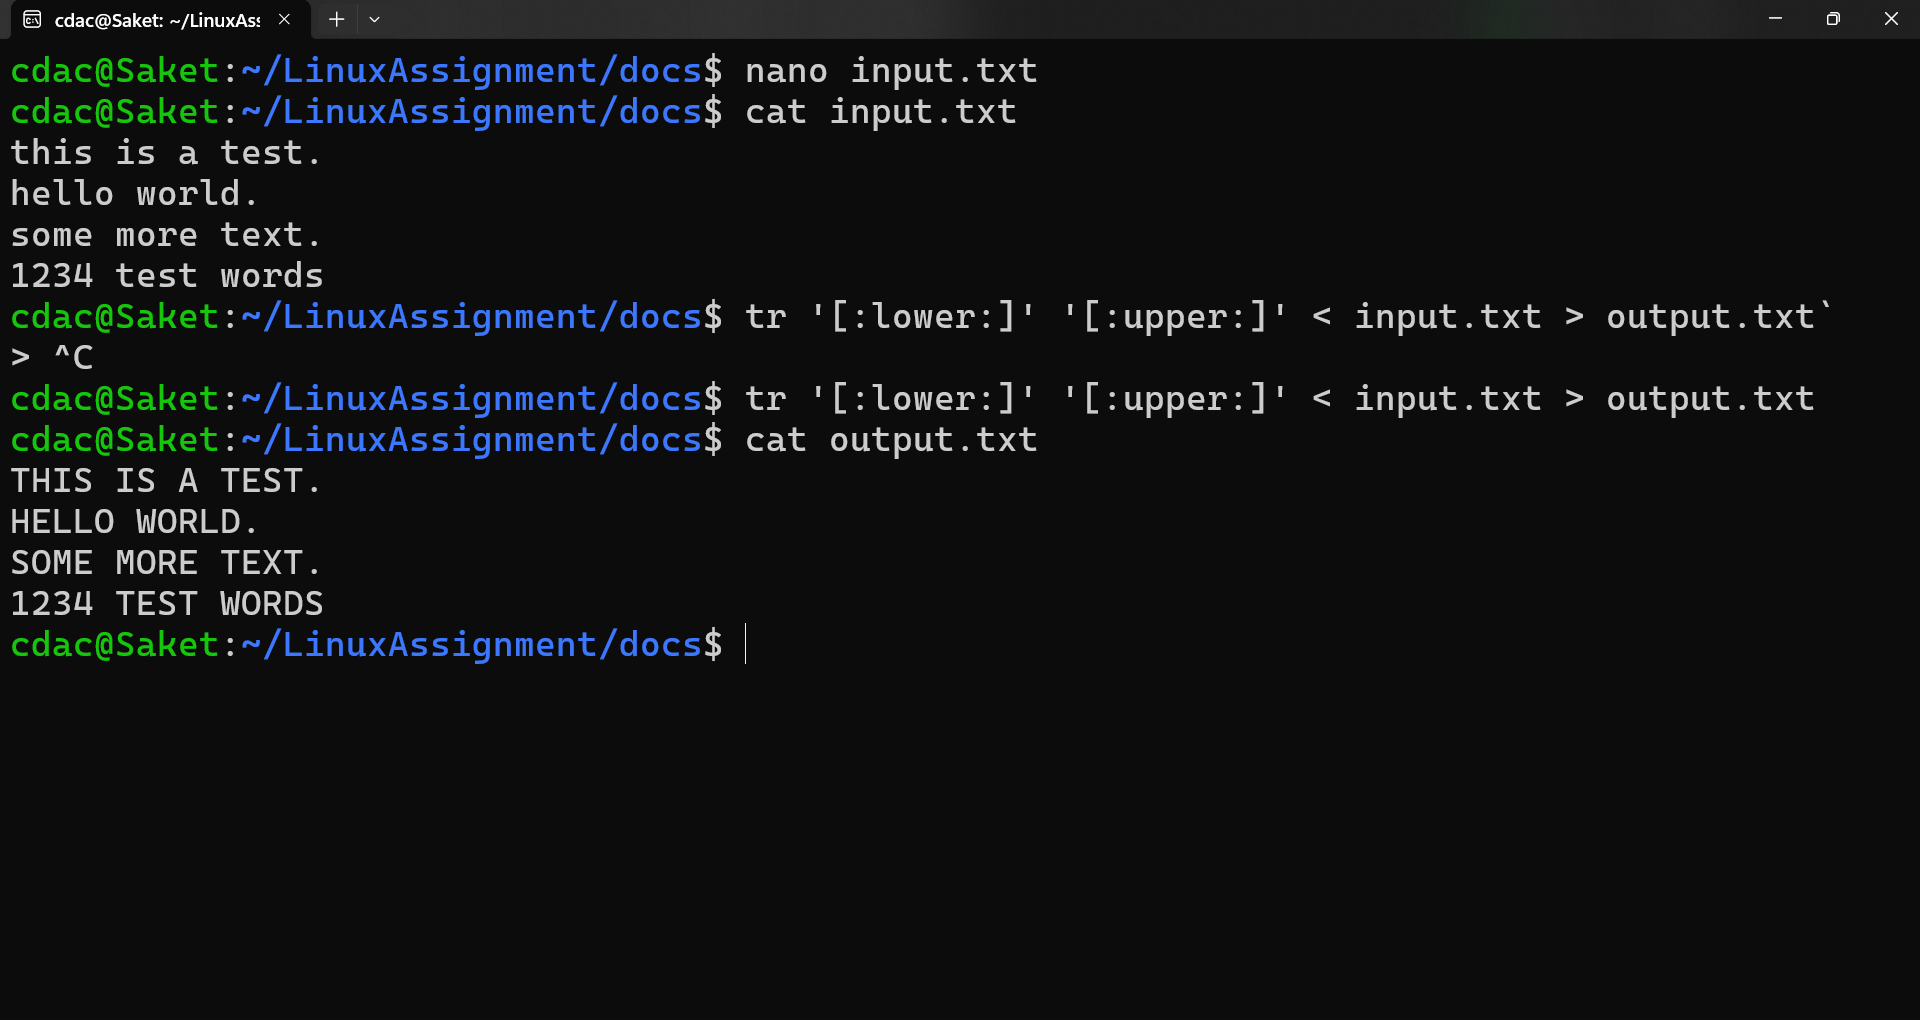 cdac@Saket: ~/LinuxAss
cdac@Saket:~/LinuxAssignment/docs$ nano input.txt
cdac@Saket:~/LinuxAssignment/docs$ cat input.txt
this is a test.
hello world.
some more text.
1234 test words
cdac@Saket:~/LinuxAssignment/docs$ tr '[:lower:]' '[:upper:]' < input.txt > output.txt`
> ^C
cdac@Saket:~/LinuxAssignment/docs$ tr '[:lower:]' '[:upper:]' < input.txt > output.txt
cdac@Saket:~/LinuxAssignment/docs$ cat output.txt
THIS IS A TEST.
HELLO WORLD.
SOME MORE TEXT.
1234 TEST WORDS
cdac@Saket:~/LinuxAssignment/docs$